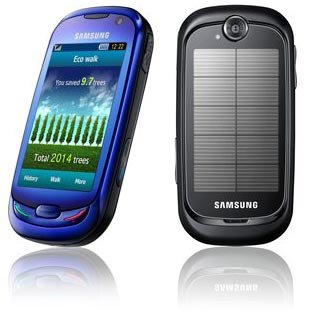 SAMSUNG
12:22
Eco walk
You saved 9.7 trees
Total 2014 trees
History Walk More
SAMSUNG